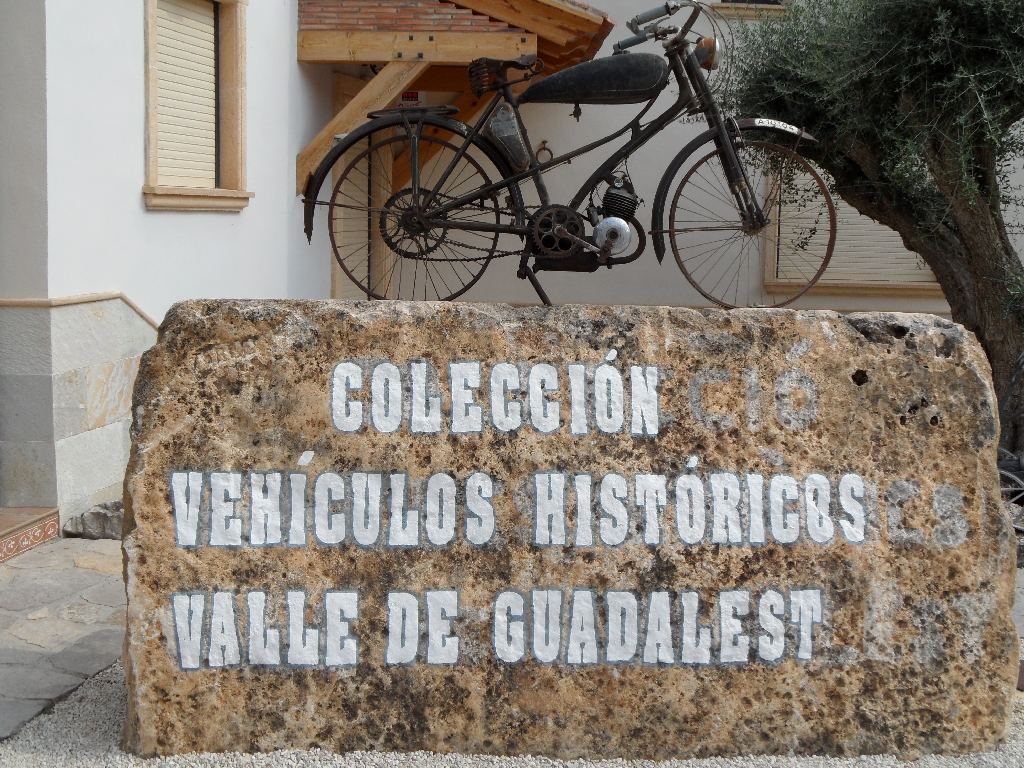 COLECCIÓN
VEHÍCULOS HISTÓRICOS
VALLE DE GUADALEST